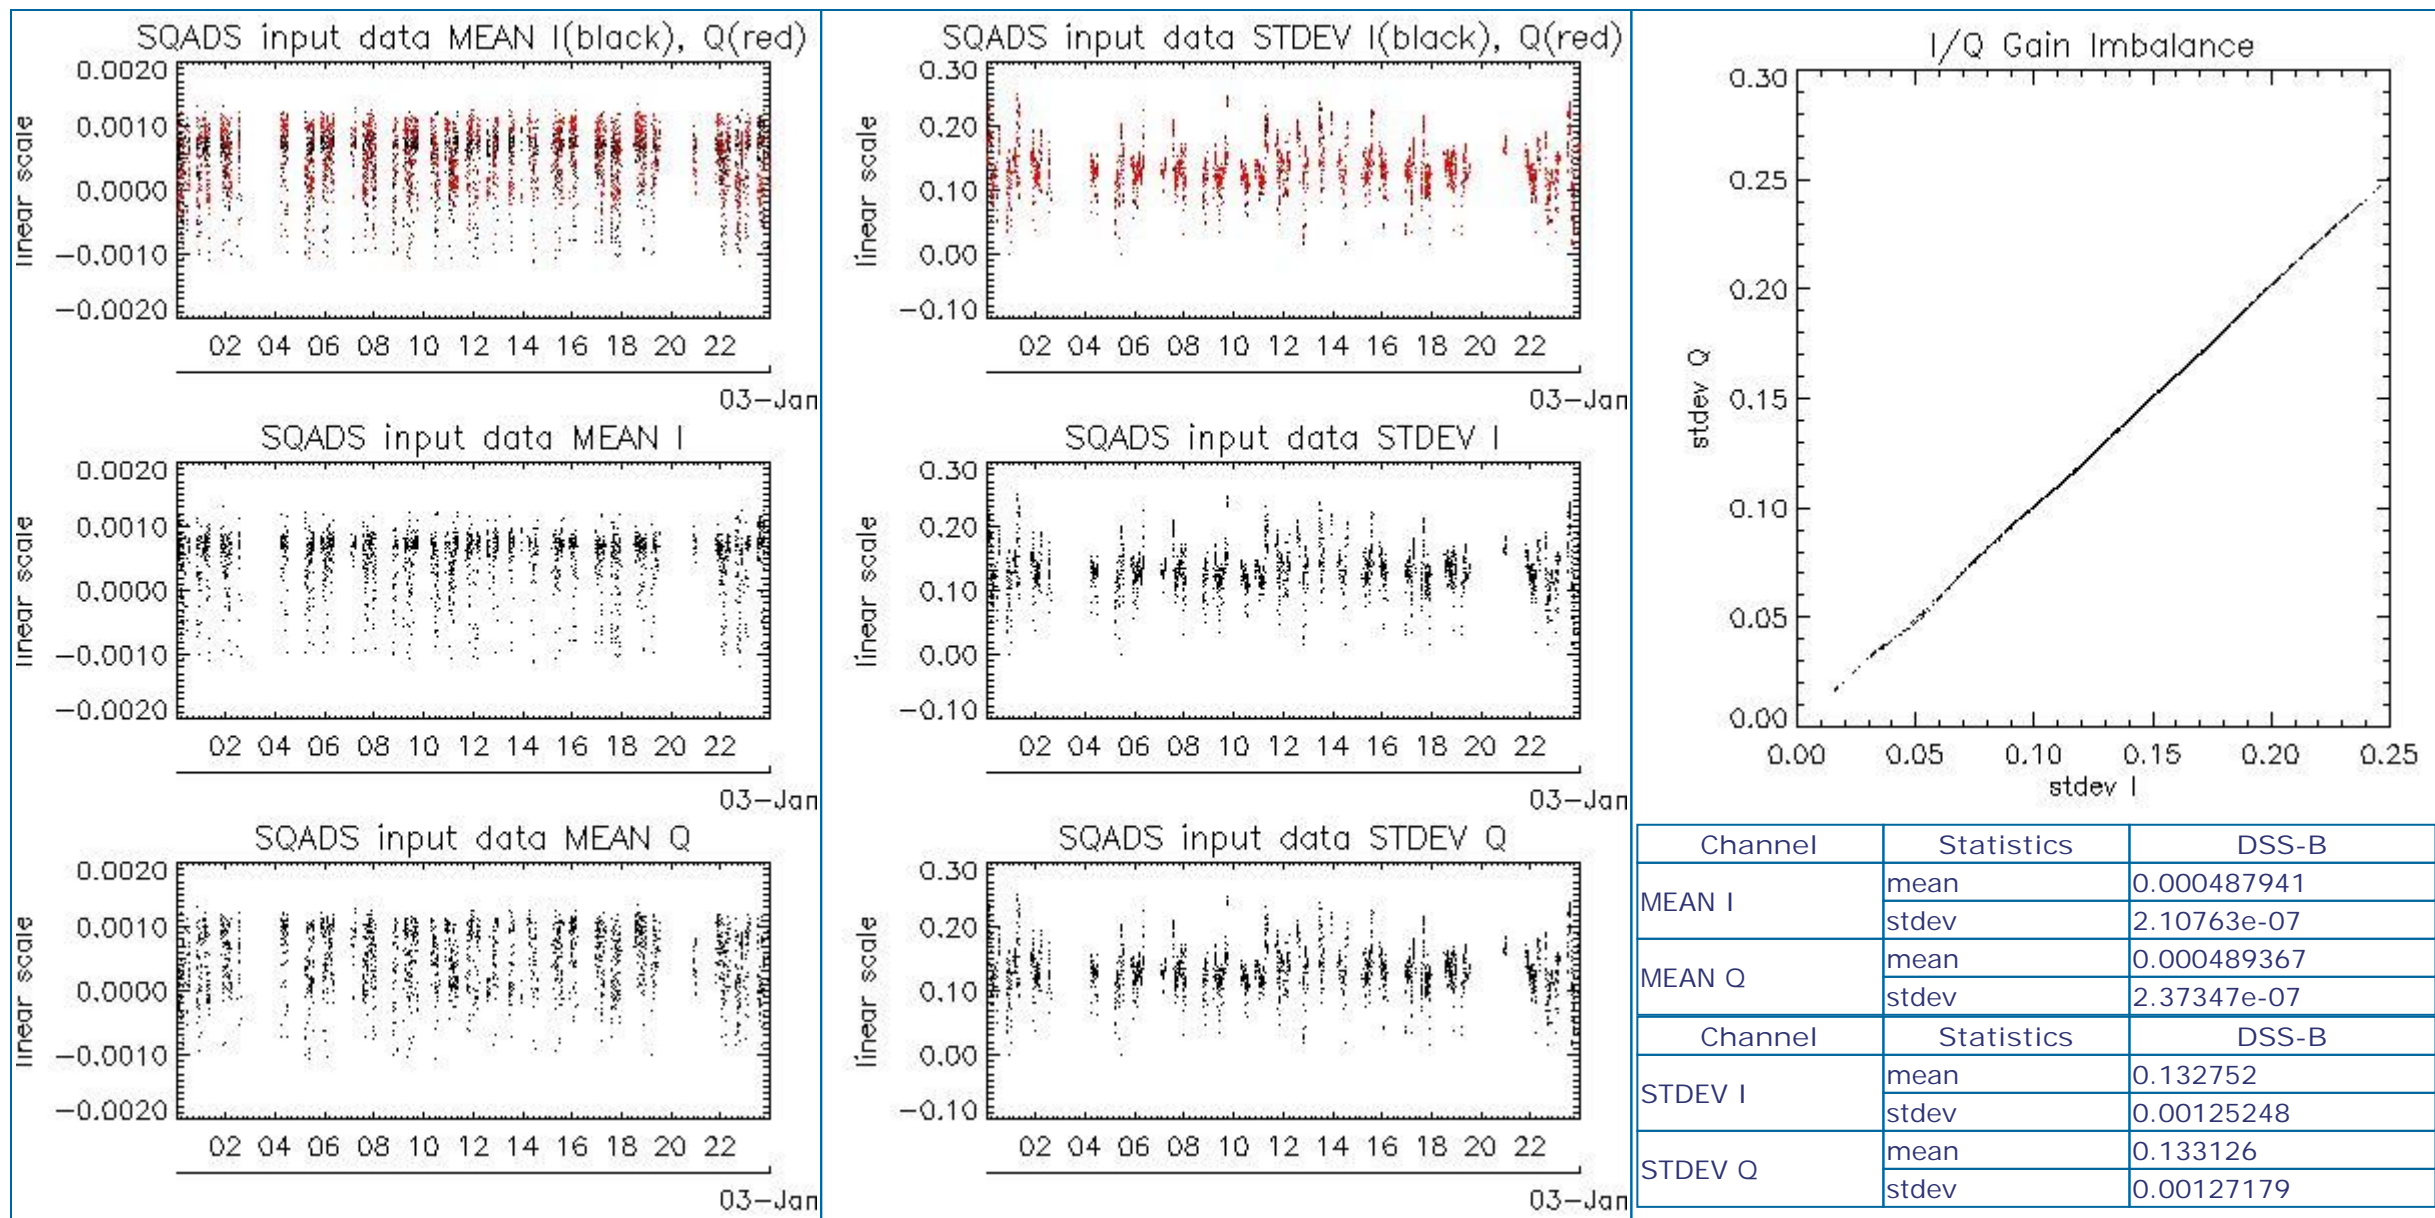 SQADS input data MEAN I(black), Q(red)
0.0020
0.0010
0.0000
-0.0010
-0.0020
linear scale
02 04 06 08 10 12 14 16 18 20 22
03-Jan
SQADS input data MEAN I
0.0020
0.0010
0.0000
-0.0010
-0.0020
linear scale
02 04 06 08 10 12 14 16 18 20 22
03-Jan
SQADS input data MEAN Q
0.0020
0.0010
0.0000
-0.0010
-0.0020
linear scale
02 04 06 08 10 12 14 16 18 20 22
03-Jan
SQADS input data STDEV I(black), Q(red)
0.30
0.20
0.10
0.00
-0.10
linear scale
02 04 06 08 10 12 14 16 18 20 22
03-Jan
SQADS input data STDEV I
0.30
0.20
0.10
0.00
-0.10
linear scale
02 04 06 08 10 12 14 16 18 20 22
03-Jan
SQADS input data STDEV Q
0.30
0.20
0.10
0.00
-0.10
linear scale
02 04 06 08 10 12 14 16 18 20 22
03-Jan
I/Q Gain Imbalance
0.30
0.25
0.20
0.15
0.10
0.05
0.00
stdev Q
0.00 0.05 0.10 0.15 0.20 0.25
stdev I
Channel Statistics DSS-B
MEAN I mean 0.000487941
stdev 2.10763e-07
MEAN Q mean 0.000489367
stdev 2.37347e-07
Channel Statistics DSS-B
STDEV I mean 0.132752
stdev 0.00125248
STDEV Q mean 0.133126
stdev 0.00127179